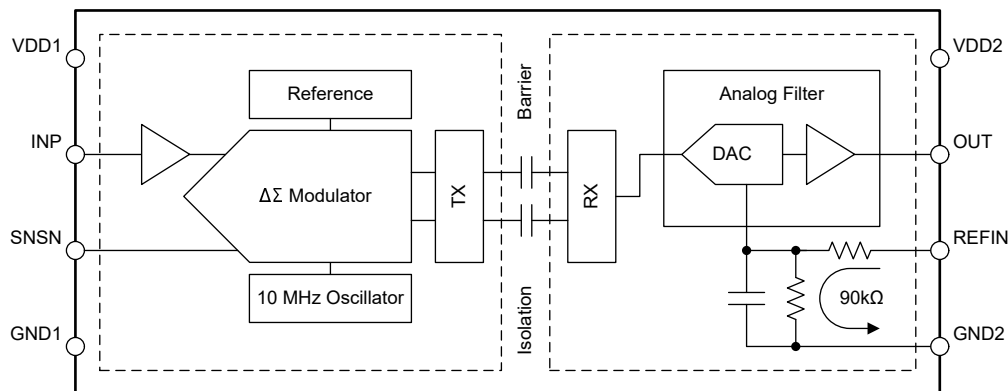 VDD1
VDD2
Reference
Barrier
Analog Filter
INP
OUT
DAC
ΔΣ Modulator
TX
RX
SNSN
REFIN
10 MHz Oscillator
Isolation
90kΩ
GND1
GND2